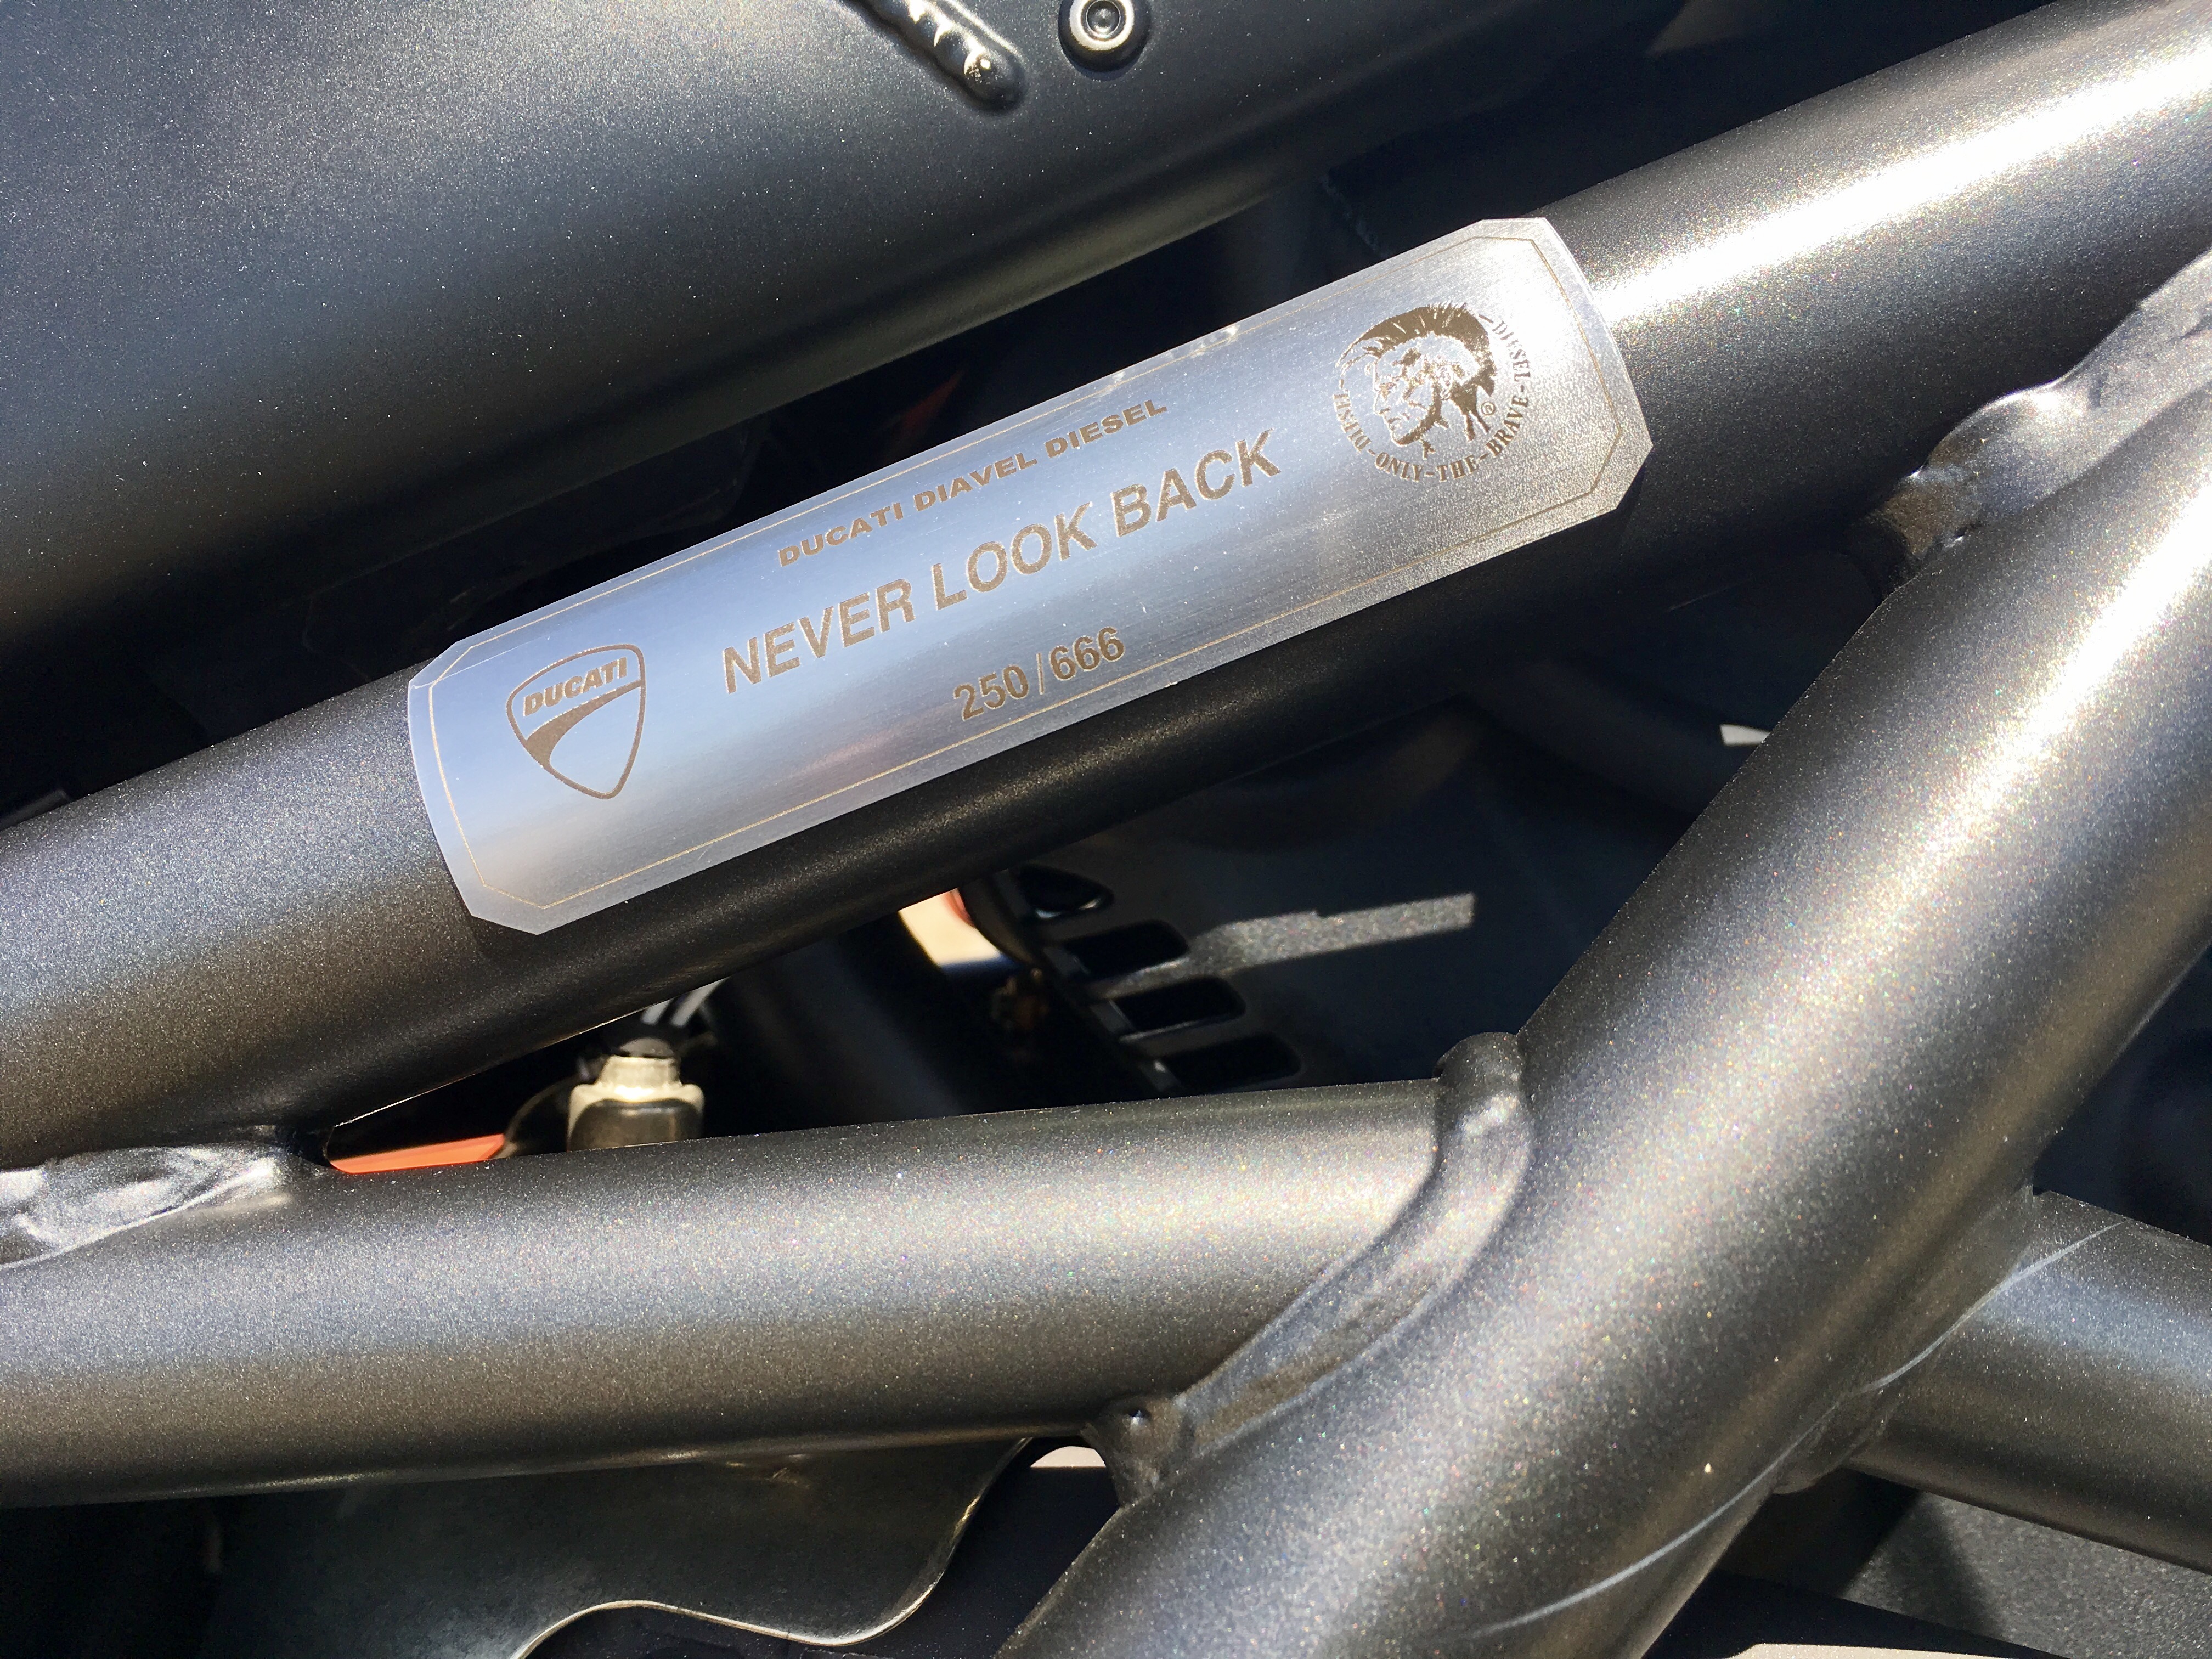 DUCATI DIAVEL DIESEL
NEVER LOOK BACK
250/666
DUCATI
DIESEL-ONLY-THE-BRAVE-DIESEL-
®